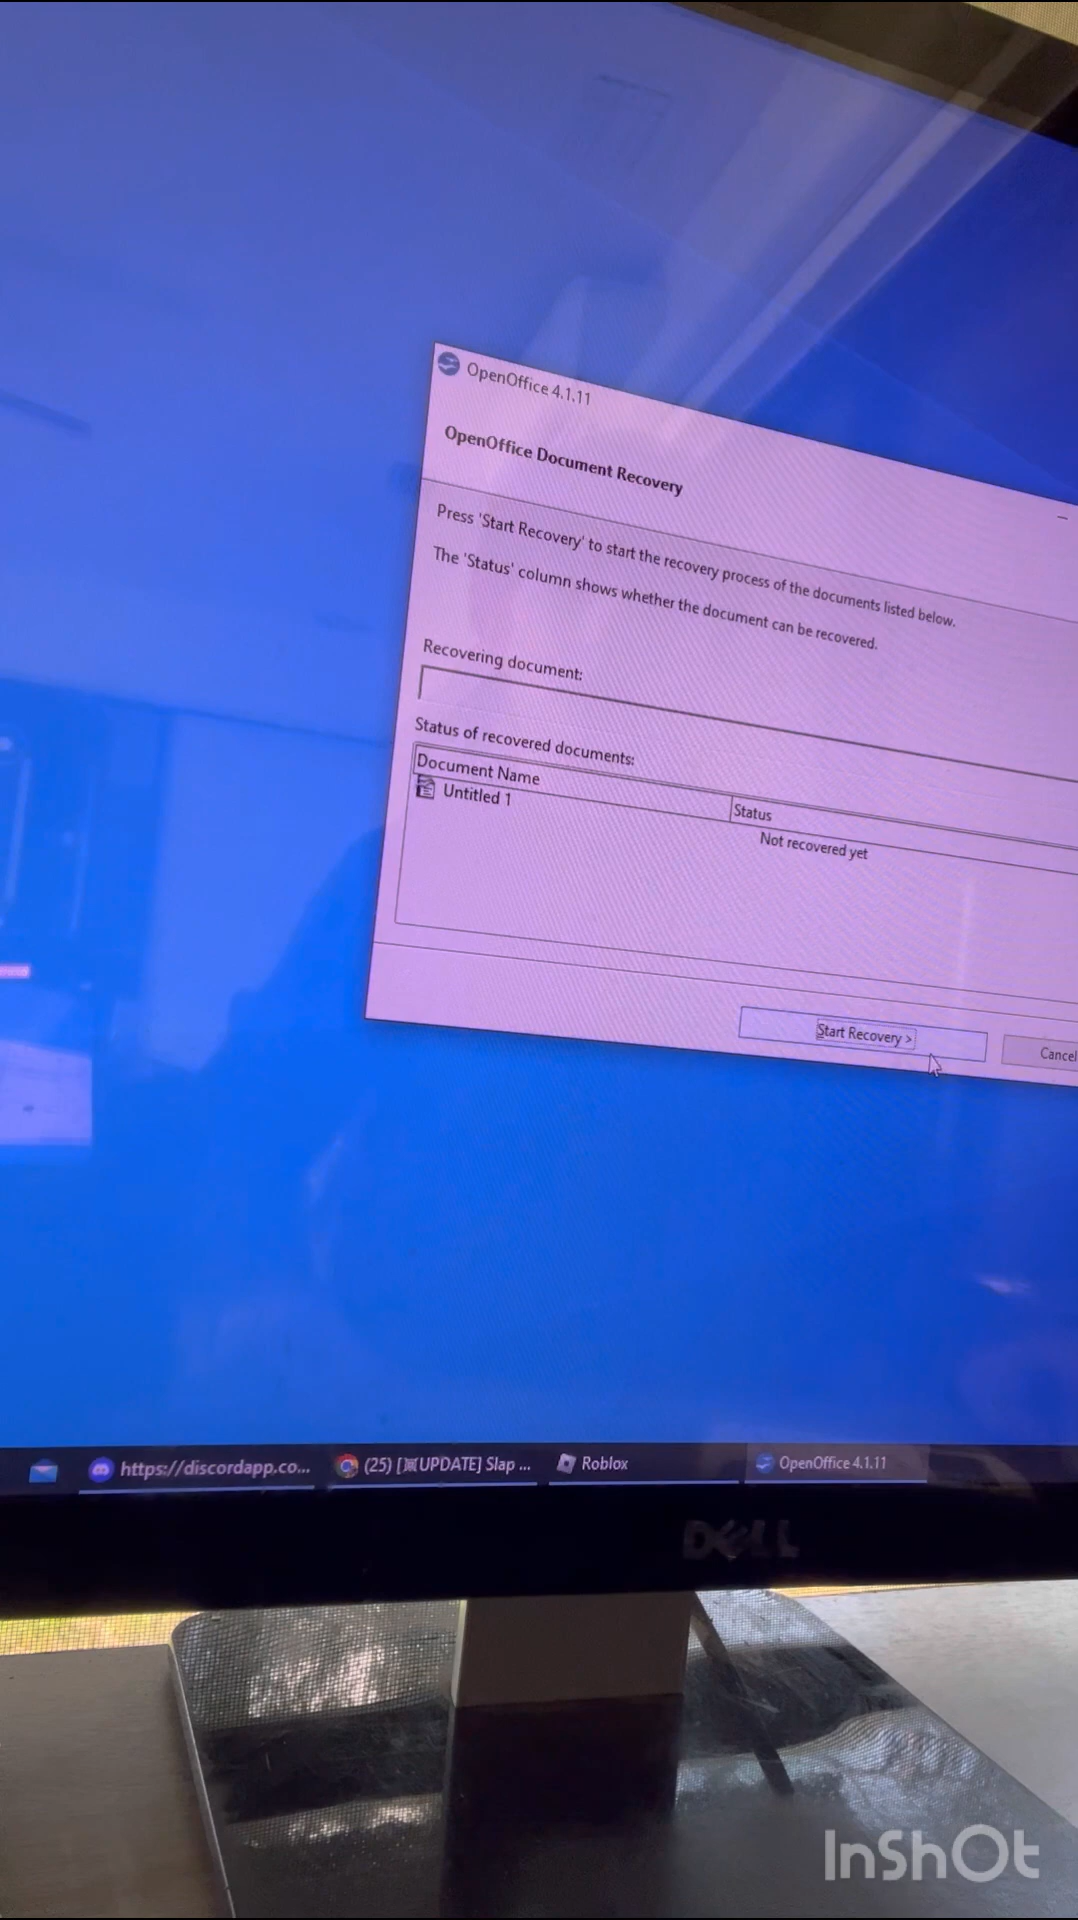 OpenOffice 4.1.11
OpenOffice Document Recovery
Press 'Start Recovery' to start the recovery process of the documents listed below.
The 'Status' column shows whether the document can be recovered.
Recovering document:
Status of recovered documents:
Document Name Status
Untitled 1 Not recovered yet
Start Recovery > Cancel
https://discordapp.co... (25) [UPDATE] Slap ... Roblox OpenOffice 4.1.11
DELL
InShOt